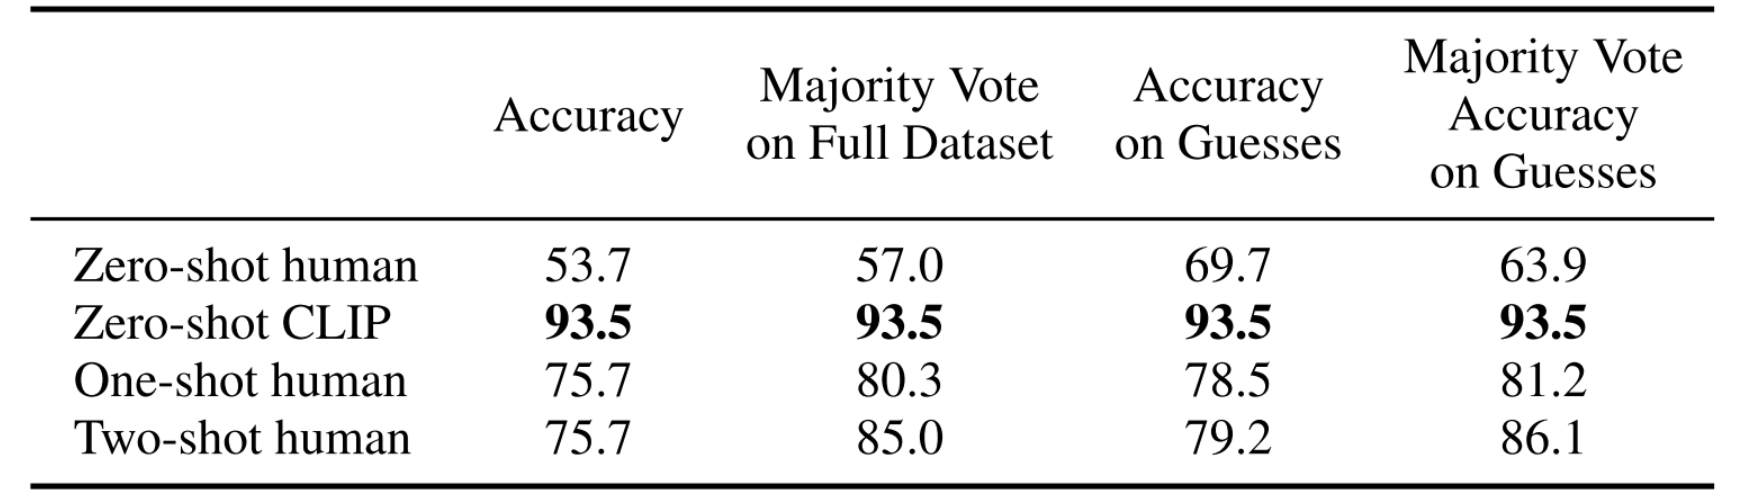 Accuracy Majority Vote on Full Dataset Accuracy on Guesses Majority Vote Accuracy on Guesses
Zero-shot human 53.7 57.0 69.7 63.9
Zero-shot CLIP 93.5 93.5 93.5 93.5
One-shot human 75.7 80.3 78.5 81.2
Two-shot human 75.7 85.0 79.2 86.1